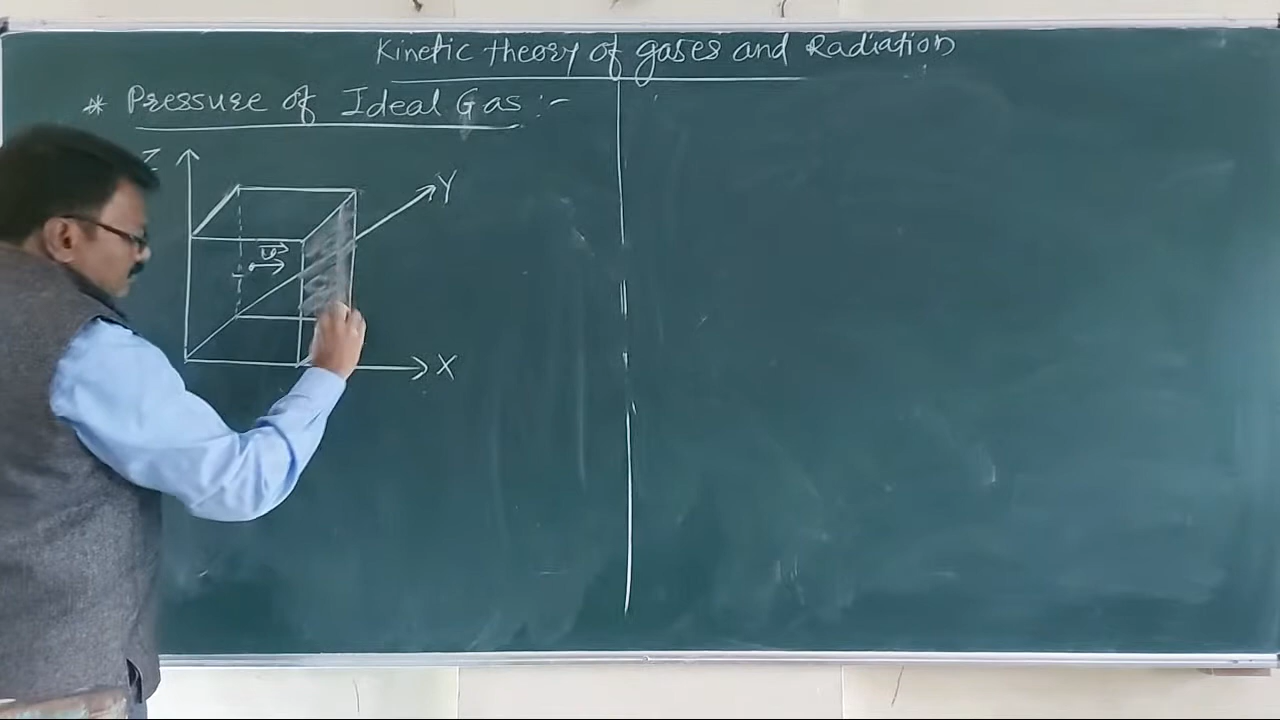 Kinetic theory of gases and Radiation
* Pressure of Ideal Gas :-
Z
Y
X